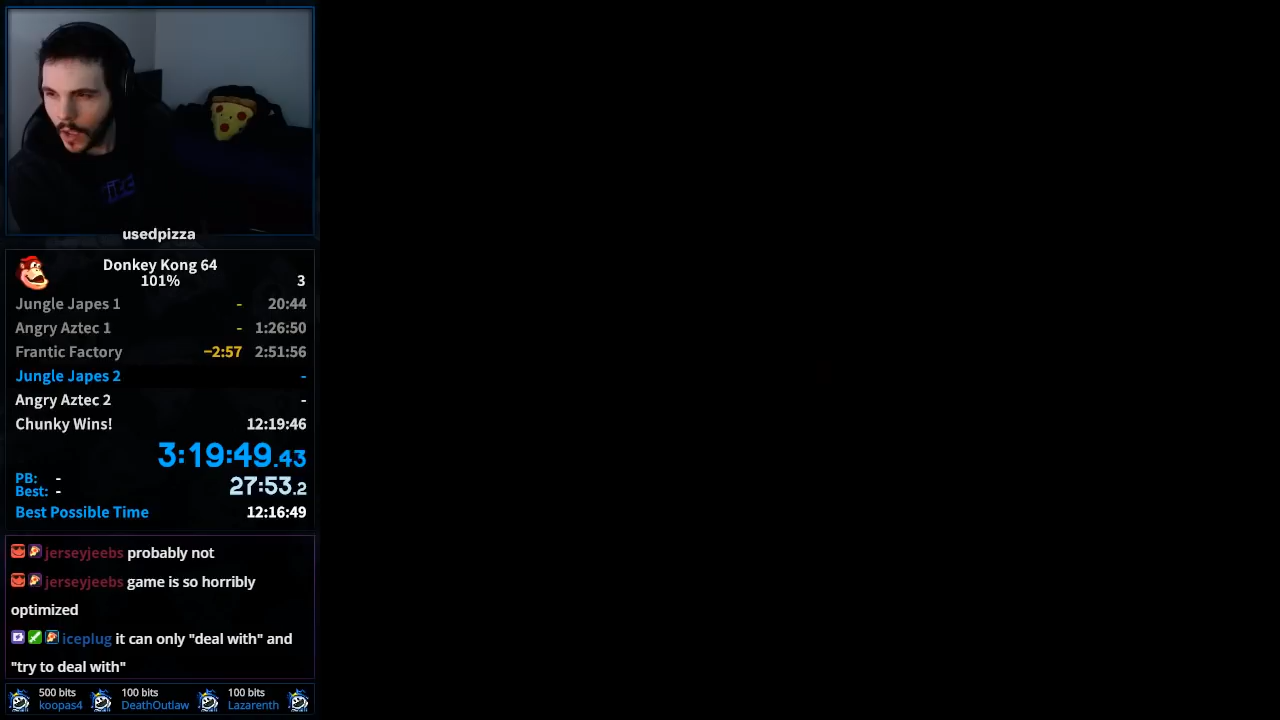 usedpizza
Donkey Kong 64
101% 3
Jungle Japes 1 - 20:44
Angry Aztec 1 - 1:26:50
Frantic Factory −2:57 2:51:56
Jungle Japes 2 -
Angry Aztec 2 -
Chunky Wins! 12:19:46
3:19:49.43
PB: -
Best: - 27:53.2
Best Possible Time 12:16:49
jerseyjeebs probably not
jerseyjeebs game is so horribly
optimized
iceplug it can only "deal with" and
"try to deal with"
500 bits 100 bits 100 bits
koopas4 DeathOutlaw Lazarenth